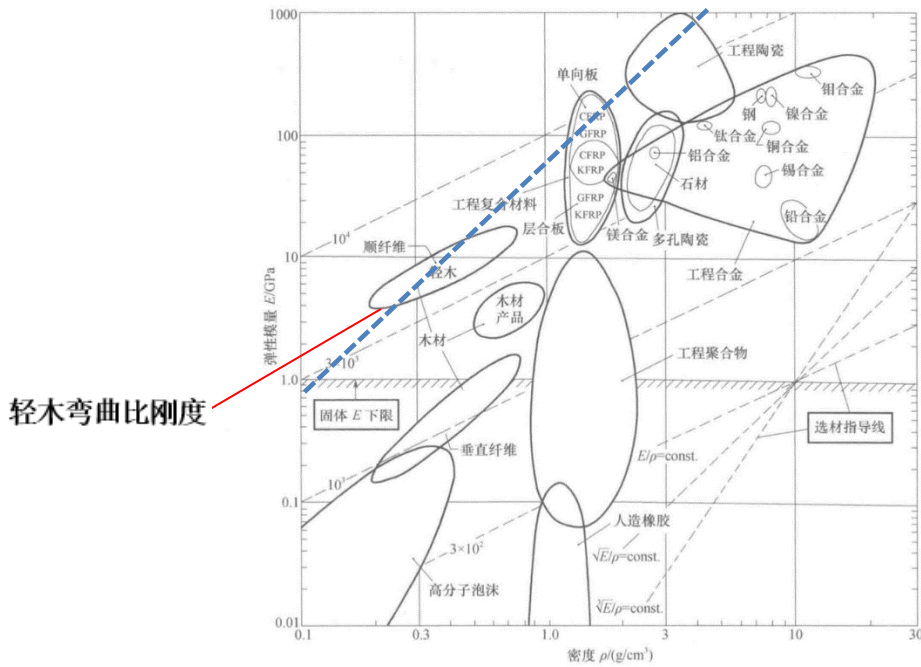 1000
100
10
1.0
0.1
0.01
弹性模量 E/GPa
0.1
0.3
1.0
3
10
30
密度 ρ/(g/cm³)
工程陶瓷
单向板
CFRP
GFRP
CFRP
KFRP
GFRP
KFRP
钼合金
钢
镍合金
钛合金
铜合金
铝合金
锡合金
石材
工程复合材料
层合板
镁合金
多孔陶瓷
铅合金
工程合金
10⁴
顺纤维
轻木
木材
产品
木材
3×10³
工程聚合物
轻木弯曲比刚度
固体 E 下限
选材指导线
垂直纤维
E/ρ=const.
10³
人造橡胶
3×10²
√E/ρ=const.
高分子泡沫
∛E/ρ=const.